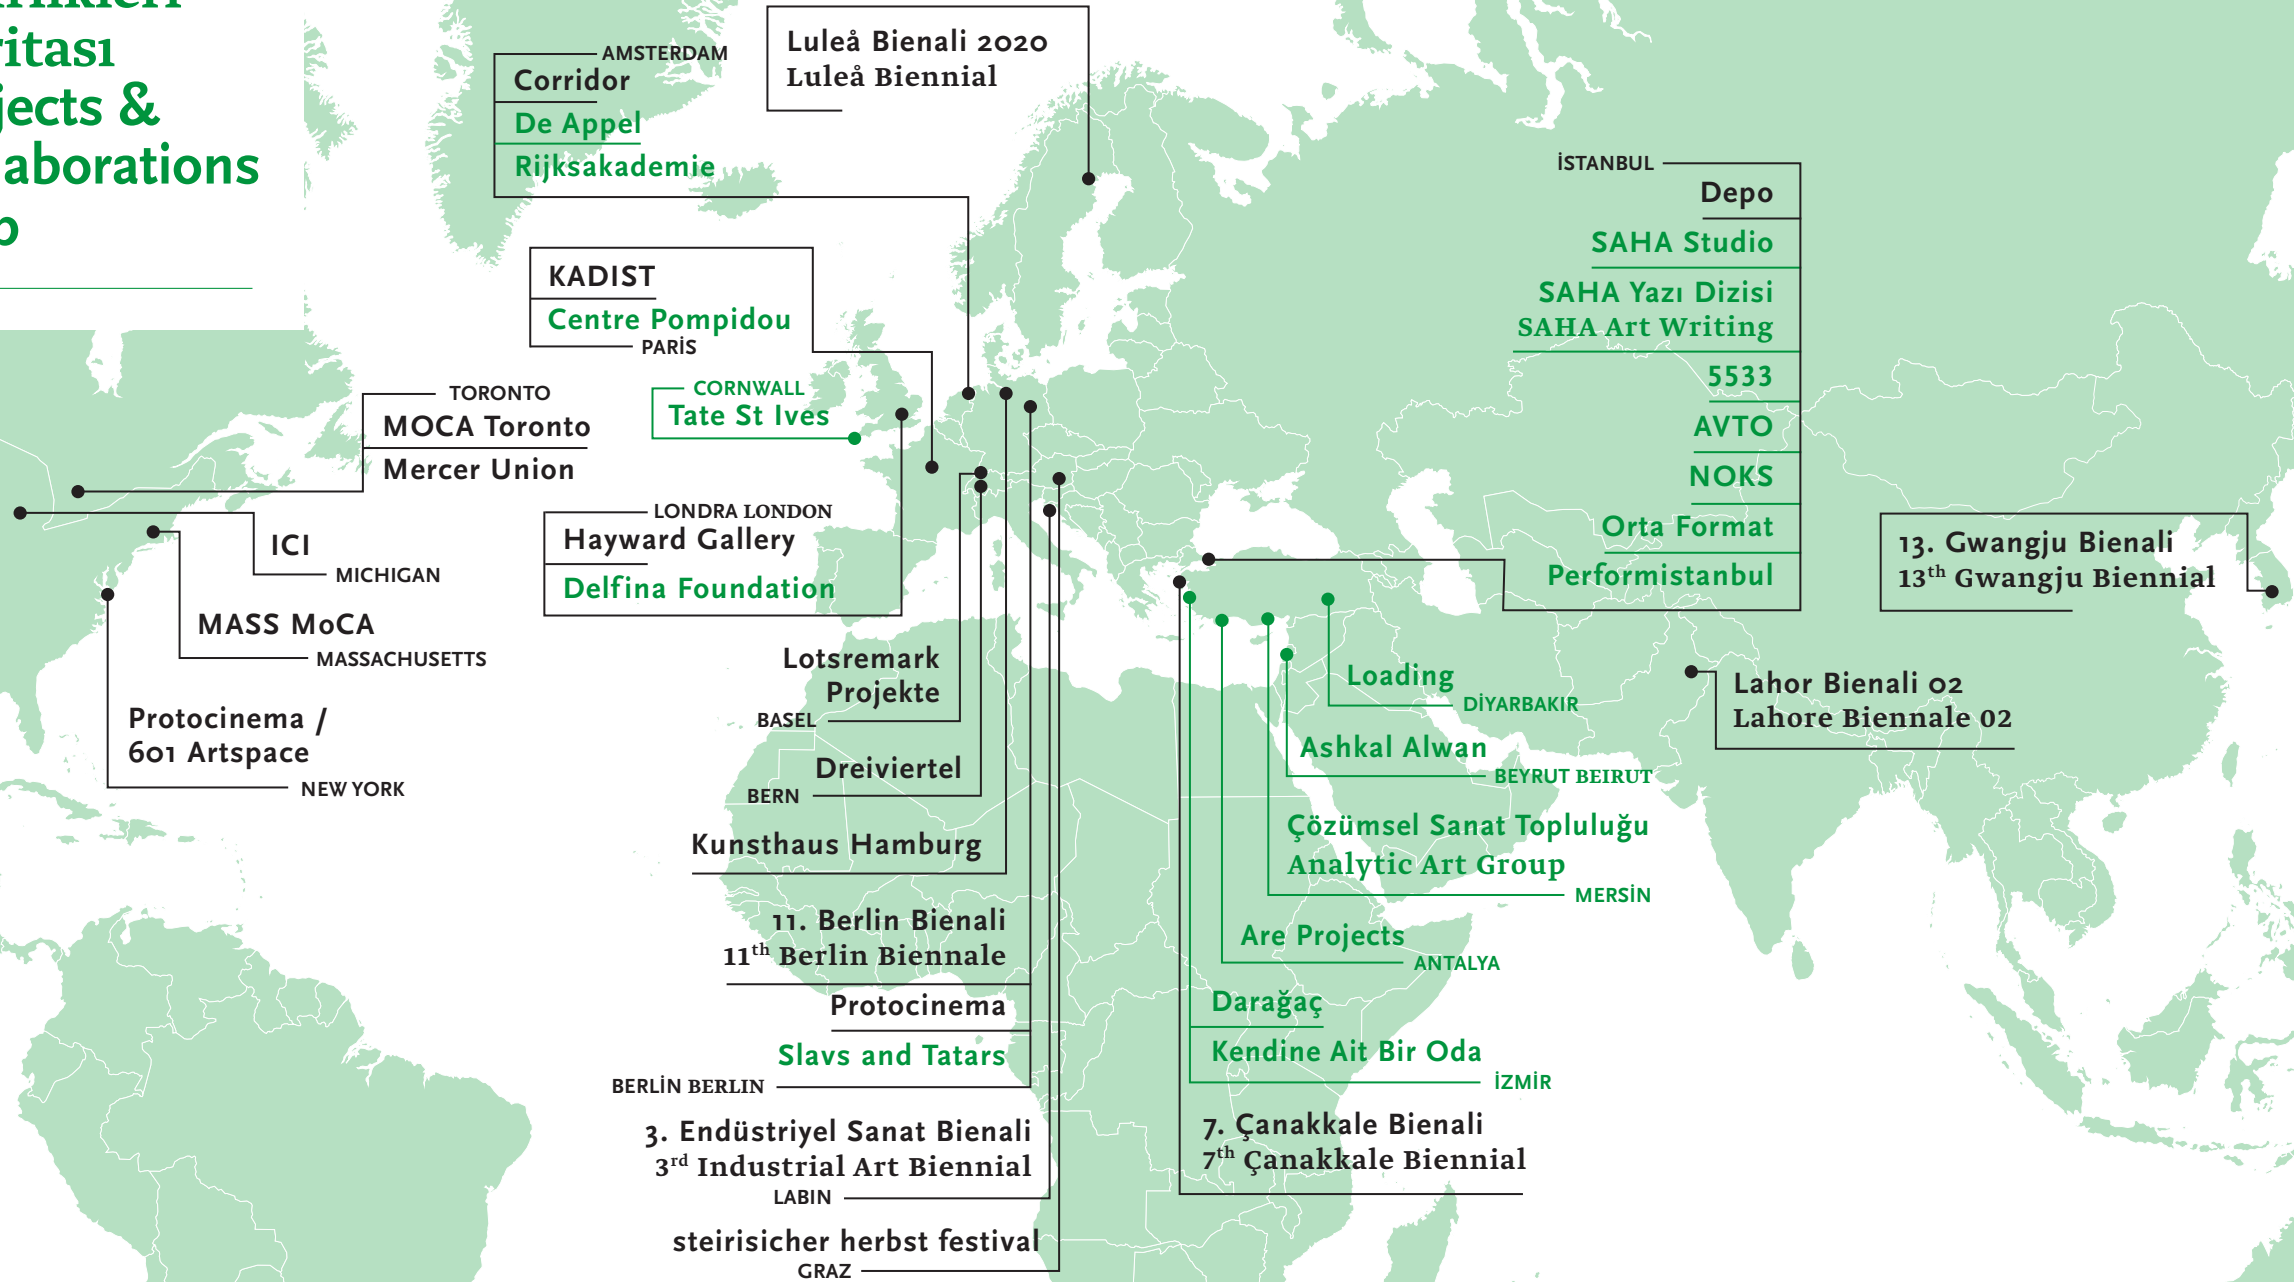 ritası
jects &
laborations
AMSTERDAM
Corridor
De Appel
Rijksakademie
Luleå Bienali 2020
Luleå Biennial
KADIST
Centre Pompidou
PARİS
CORNWALL
Tate St Ives
TORONTO
MOCA Toronto
Mercer Union
LONDRA LONDON
Hayward Gallery
Delfina Foundation
ICI
MICHIGAN
MASS MoCA
MASSACHUSETTS
Protocinema /
601 Artspace
NEW YORK
Lotsremark
Projekte
BASEL
Dreiviertel
BERN
Kunsthaus Hamburg
11. Berlin Bienali
11th Berlin Biennale
Protocinema
Slavs and Tatars
BERLİN BERLIN
3. Endüstriyel Sanat Bienali
3rd Industrial Art Biennial
LABIN
steirisicher herbst festival
GRAZ
İSTANBUL
Depo
SAHA Studio
SAHA Yazı Dizisi
SAHA Art Writing
5533
AVTO
NOKS
Orta Format
Performistanbul
13. Gwangju Bienali
13th Gwangju Biennial
Lahor Bienali 02
Lahore Biennale 02
Loading
DİYARBAKIR
Ashkal Alwan
BEYRUT BEIRUT
Çözümsel Sanat Topluluğu
Analytic Art Group
MERSİN
Are Projects
ANTALYA
Darağaç
Kendine Ait Bir Oda
İZMİR
7. Çanakkale Bienali
7th Çanakkale Biennial